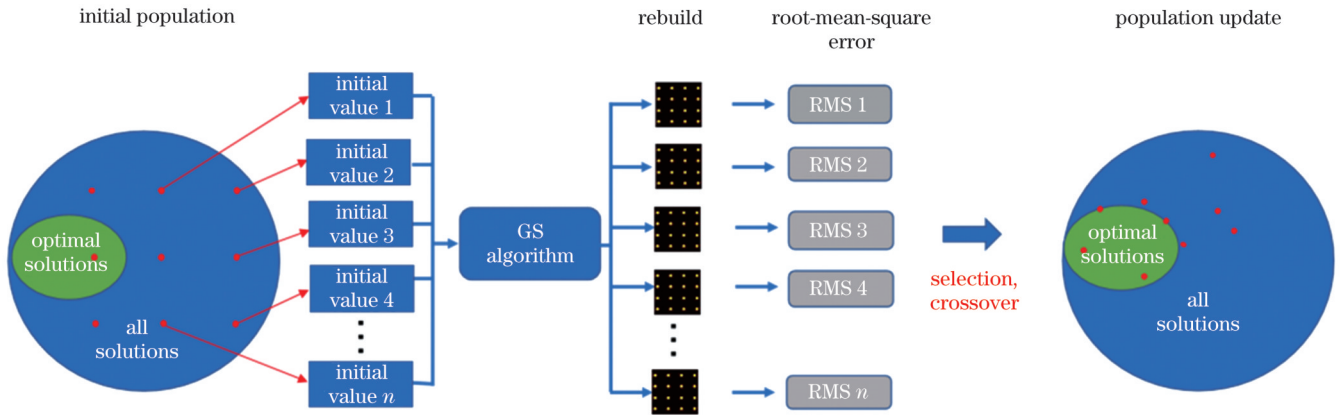 initial population
rebuild
root-mean-square
error
population update
initial
value 1
initial
value 2
initial
value 3
initial
value 4
initial
value n
optimal
solutions
all
solutions
GS
algorithm
RMS 1
RMS 2
RMS 3
RMS 4
RMS n
selection,
crossover
optimal
solutions
all
solutions